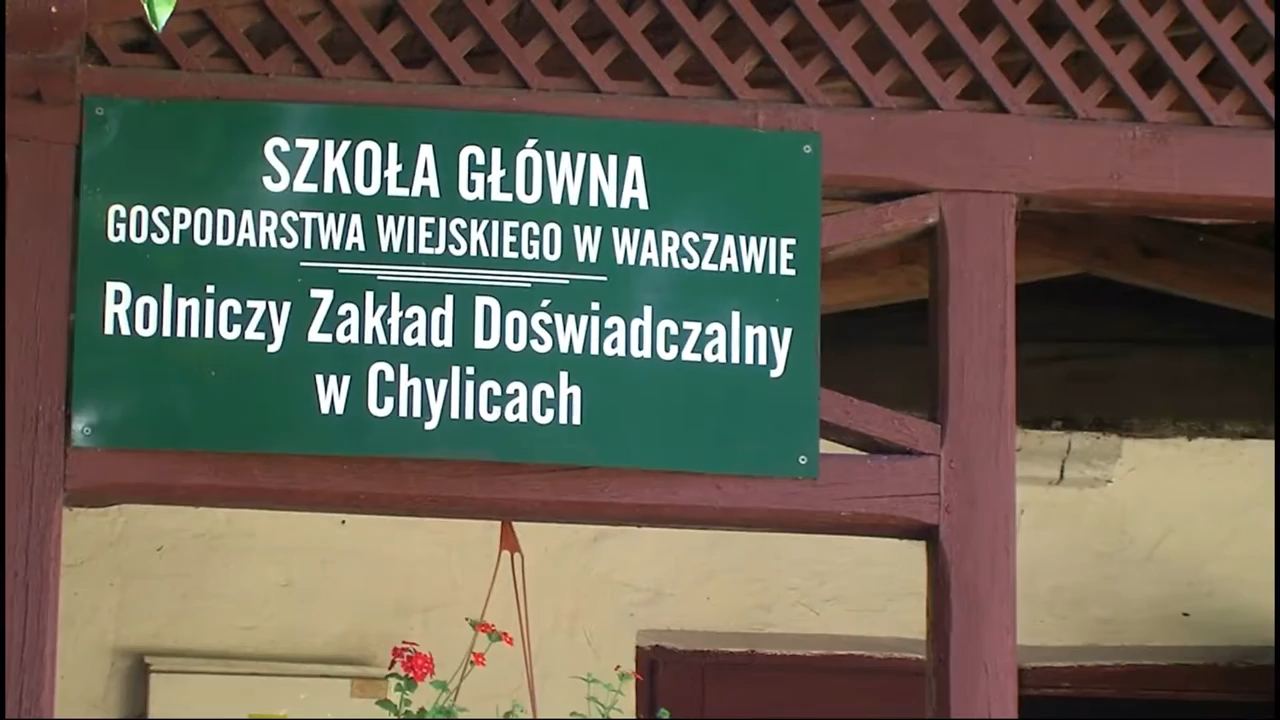 SZKOŁA GŁÓWNA
GOSPODARSTWA WIEJSKIEGO W WARSZAWIE
Rolniczy Zakład Doświadczalny
w Chylicach